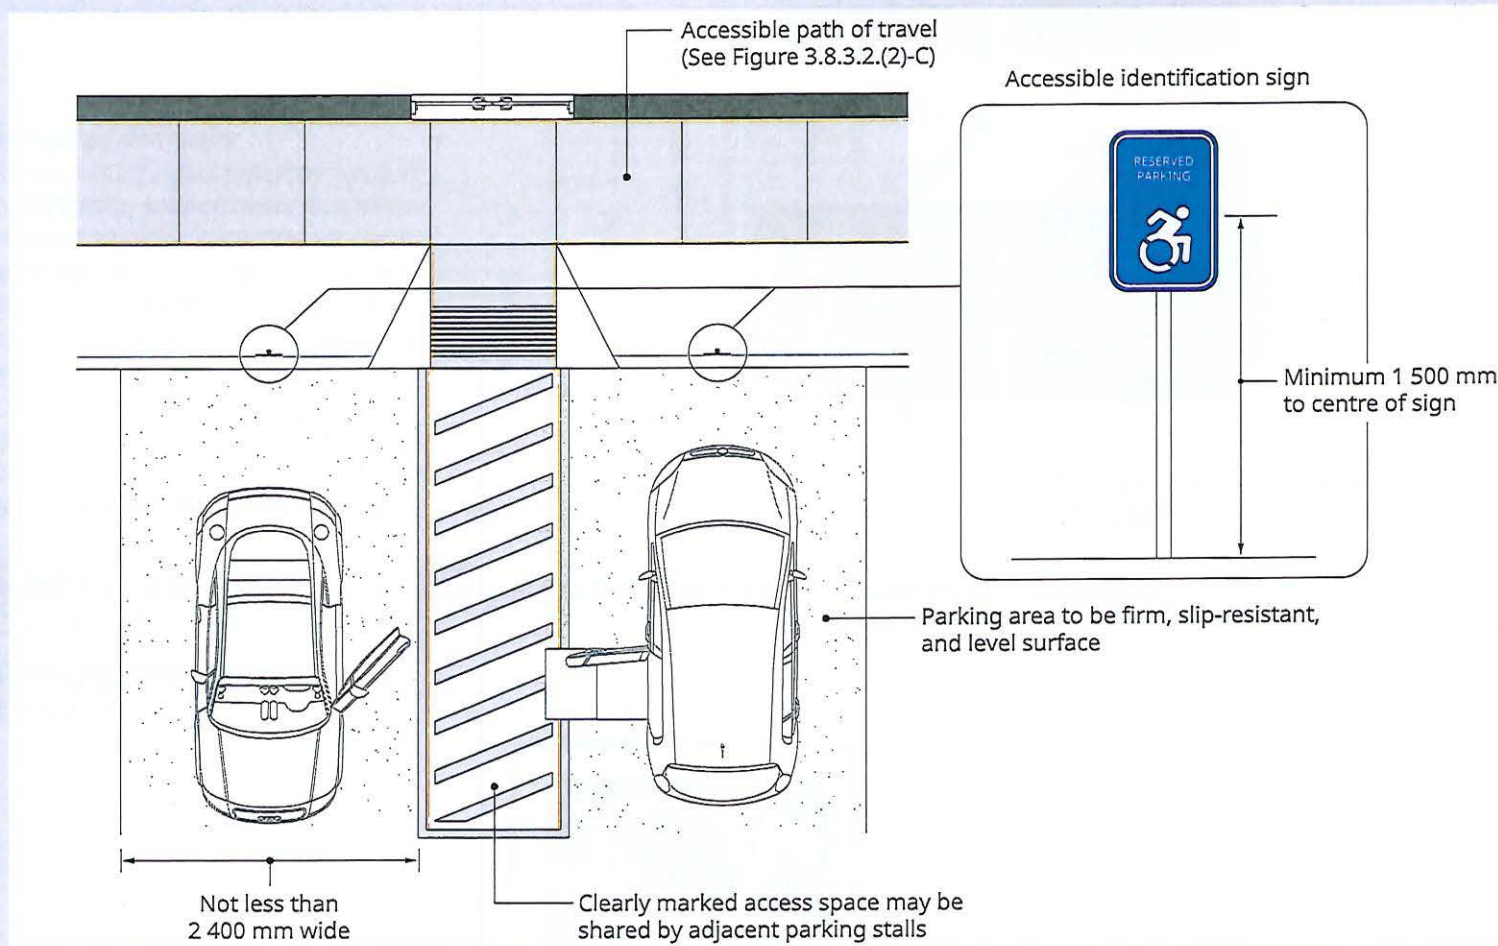 Accessible path of travel
(See Figure 3.8.3.2.(2)-C)
Accessible identification sign
RESERVED
PARKING
Minimum 1 500 mm
to centre of sign
Parking area to be firm, slip-resistant,
and level surface
Not less than
2 400 mm wide
Clearly marked access space may be
shared by adjacent parking stalls